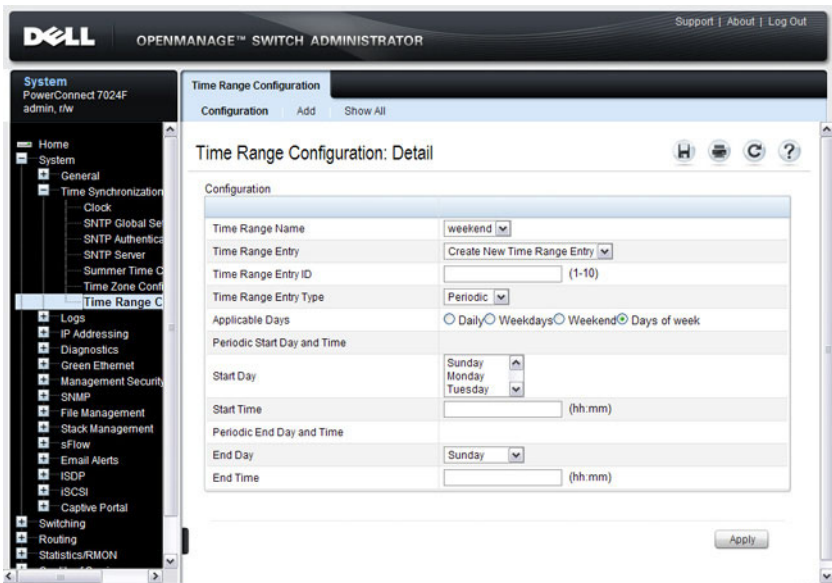 Support | About | Log Out
DELL
OPENMANAGE™ SWITCH ADMINISTRATOR
System
PowerConnect 7024F
admin, r/w
Time Range Configuration
Configuration Add Show All
Home
System
General
Time Synchronization
Clock
SNTP Global Se
SNTP Authentica
SNTP Server
Summer Time C
Time Zone Confi
Time Range C
Logs
IP Addressing
Diagnostics
Green Ethernet
Management Security
SNMP
File Management
Stack Management
sFlow
Email Alerts
ISDP
iSCSI
Captive Portal
Switching
Routing
Statistics/RMON
Time Range Configuration: Detail
Configuration
Time Range Name weekend
Time Range Entry Create New Time Range Entry
Time Range Entry ID (1-10)
Time Range Entry Type Periodic
Applicable Days Daily Weekdays Weekend Days of week
Periodic Start Day and Time
Start Day Sunday
Monday
Tuesday
Start Time (hh:mm)
Periodic End Day and Time
End Day Sunday
End Time (hh:mm)
Apply